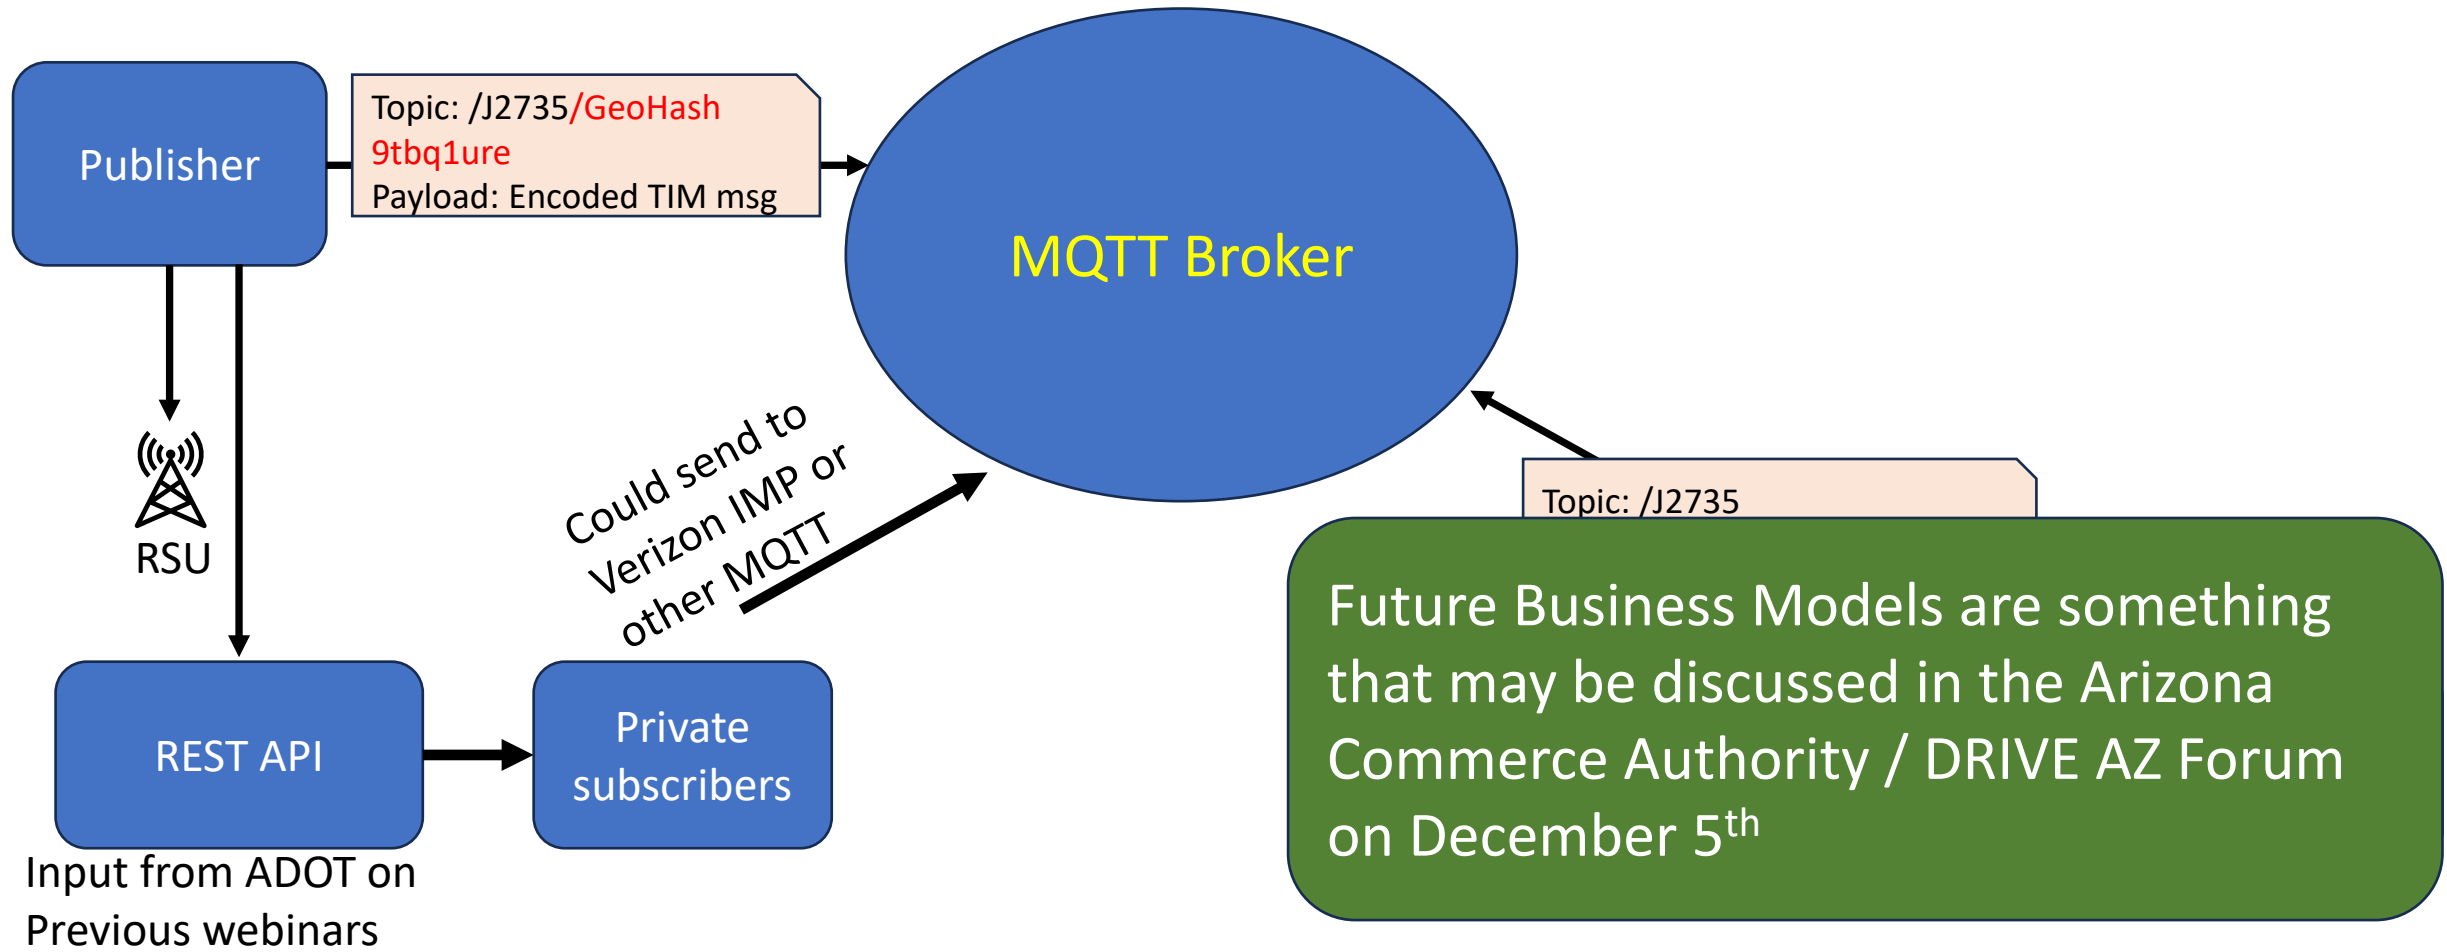 Publisher
Topic: /J2735/GeoHash
9tbq1ure
Payload: Encoded TIM msg
MQTT Broker
RSU
Could send to
Verizon IMP or
other MQTT
Topic: /J2735
REST API
Private
subscribers
Input from ADOT on
Previous webinars
Future Business Models are something
that may be discussed in the Arizona
Commerce Authority / DRIVE AZ Forum
on December 5th